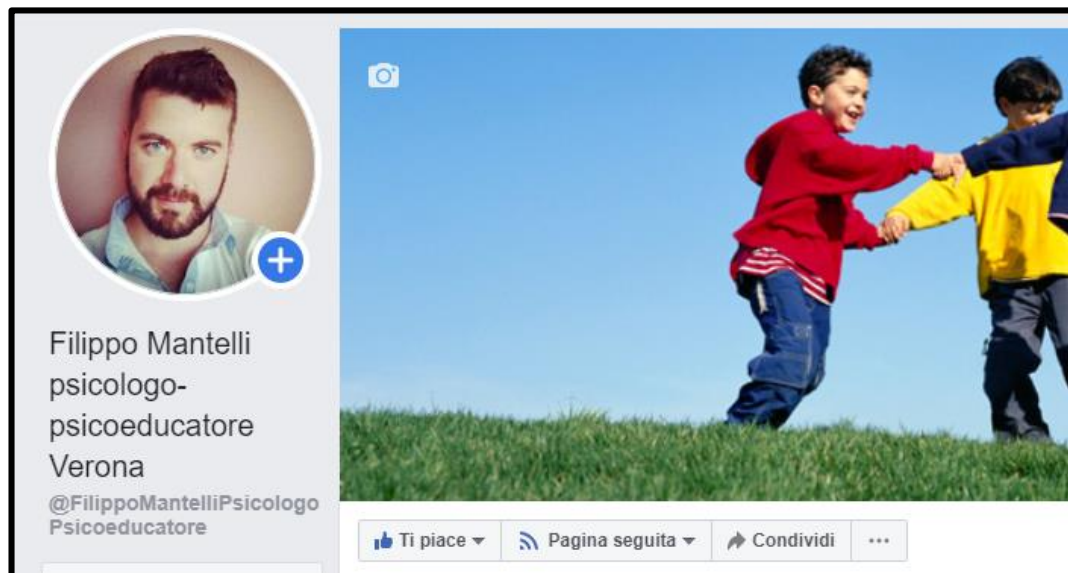 Filippo Mantelli
psicologo-
psicoeducatore
Verona
@FilippoMantelliPsicologo
Psicoeducatore
Ti piace
Pagina seguita
Condividi